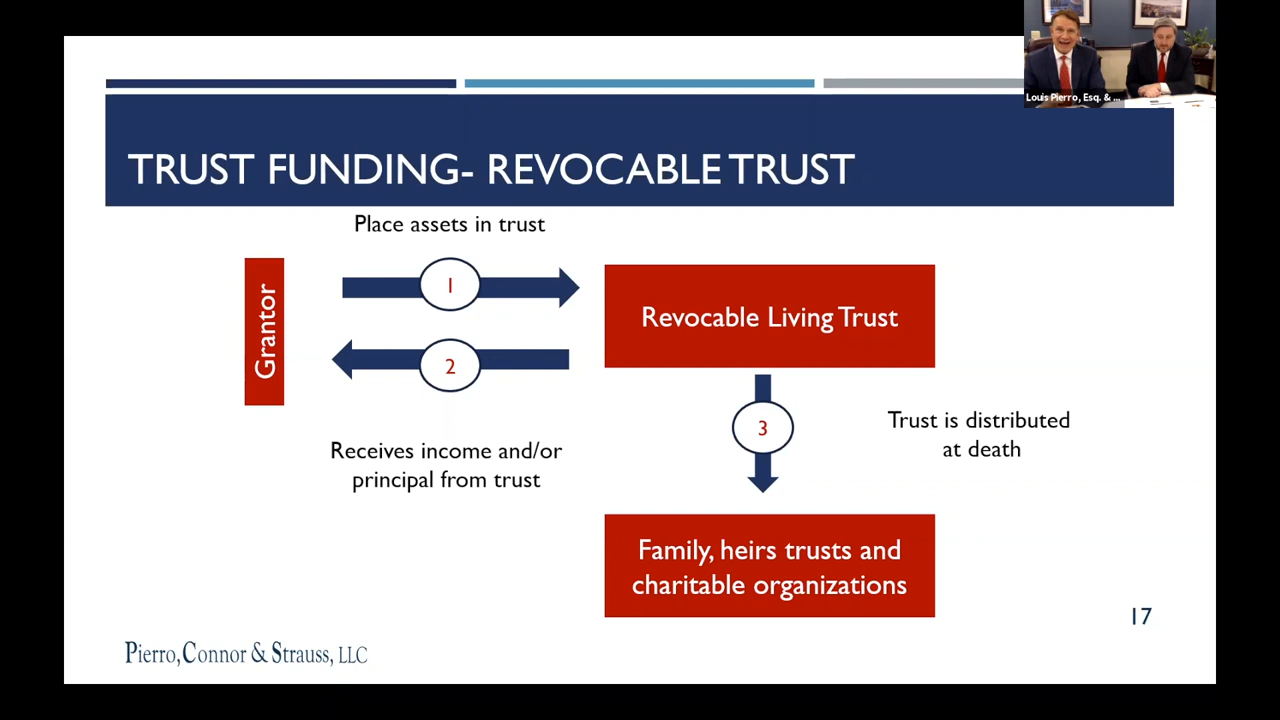 Louis Pierro, Esq. & ...
TRUST FUNDING- REVOCABLE TRUST
Place assets in trust
Grantor
1
Revocable Living Trust
2
Receives income and/or
principal from trust
3
Trust is distributed
at death
Family, heirs trusts and
charitable organizations
17
Pierro, Connor & Strauss, LLC